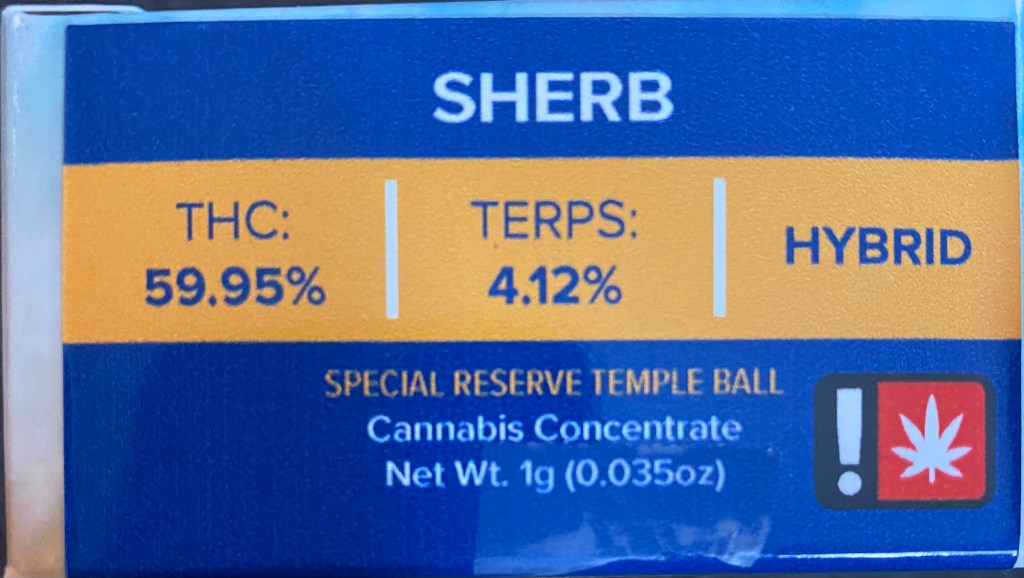 SHERB
THC:
59.95%
TERPS:
4.12%
HYBRID
SPECIAL RESERVE TEMPLE BALL
Cannabis Concentrate
Net Wt. 1g (0.035oz)
!